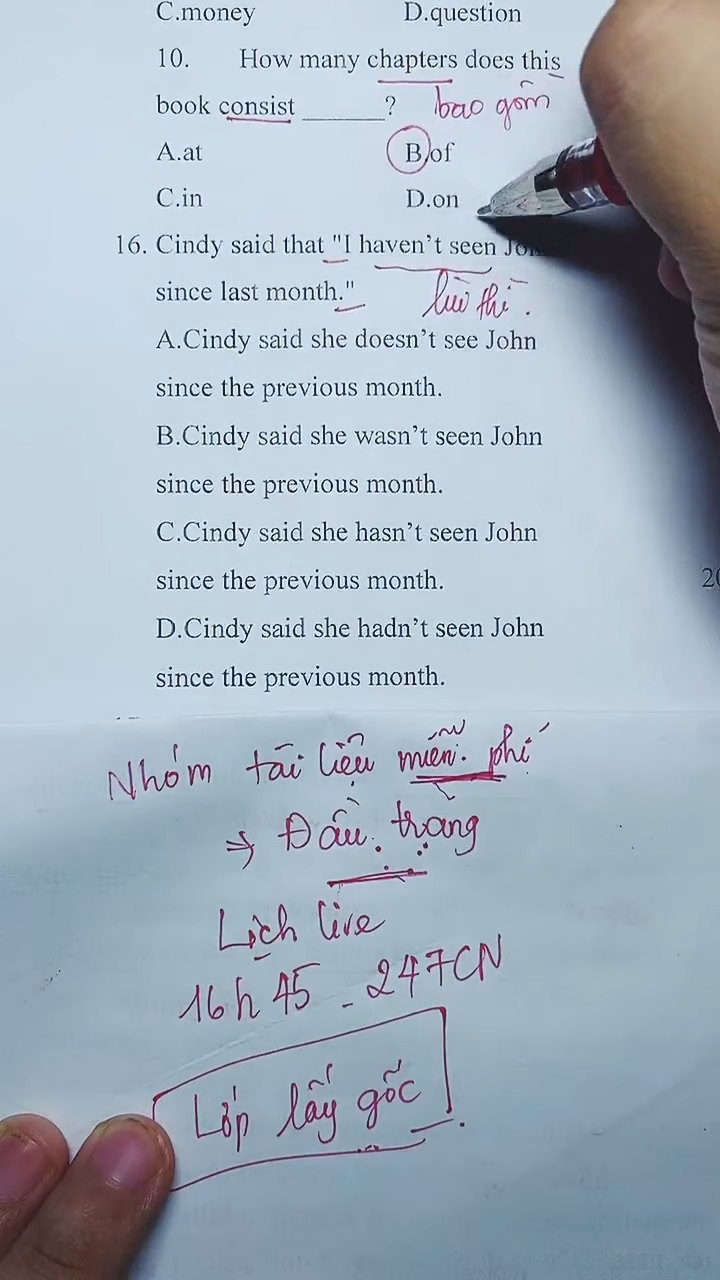 C.money D.question
10. How many chapters does this
book consist ______? bao gồm
A.at B.of
C.in D.on
16. Cindy said that "I haven't seen
since last month." lùi thì.
A.Cindy said she doesn't see John
since the previous month.
B.Cindy said she wasn't seen John
since the previous month.
C.Cindy said she hasn't seen John
since the previous month.
D.Cindy said she hadn't seen John
since the previous month.
Nhóm tài liệu miễn phí
⇒ Đầu trang
Lịch live
16h45 - 247CN
Lớp lấy gốc